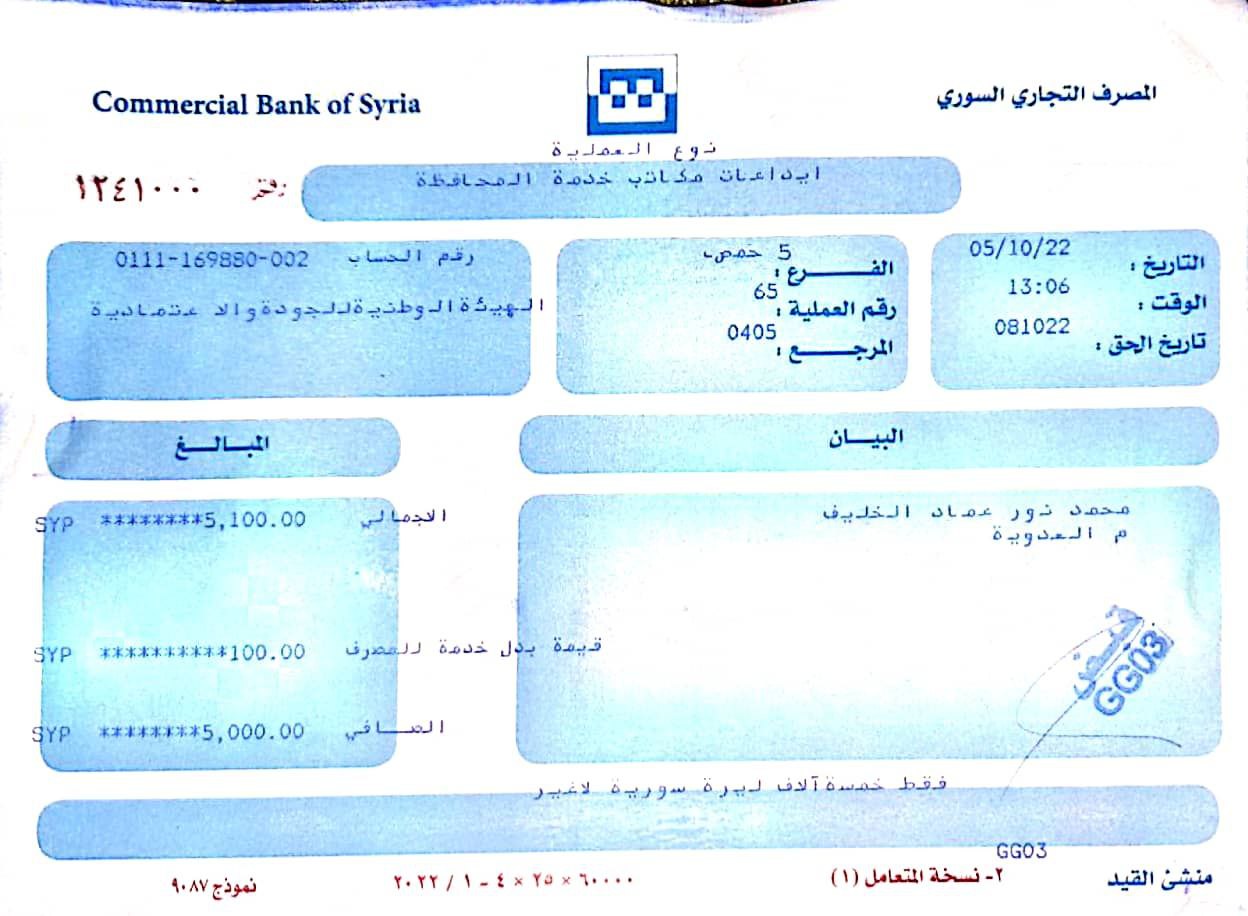 المصرف التجاري السوري
Commercial Bank of Syria
نوع العملية
ايداعات مكاتب خدمة المحافظة
رقم ١٢٤١٠٠٠
التاريخ : 05/10/22
الوقت : 13:06
تاريخ الحق : 081022
الفرع : 5 حمص
رقم العملية : 65
المرجع : 0405
رقم الحساب 0111-169880-002
الهيئة الوطنية للجودة والاعتمادية
البيان
المبالغ
محمد نور عماد الخليف
م العدوية
الاجمالي SYP ********5,100.00
قيمة بدل خدمة للمصرف SYP **********100.00
الصافي SYP ********5,000.00
GG03
فقط خمسة آلاف ليرة سورية لاغير
GG03
منشئ القيد
٢- نسخة المتعامل (١)
٦٠٠٠٠ × ٢٥ × ٤ – ١ / ٢٠٢٢
نموذج ٩٠٨٧